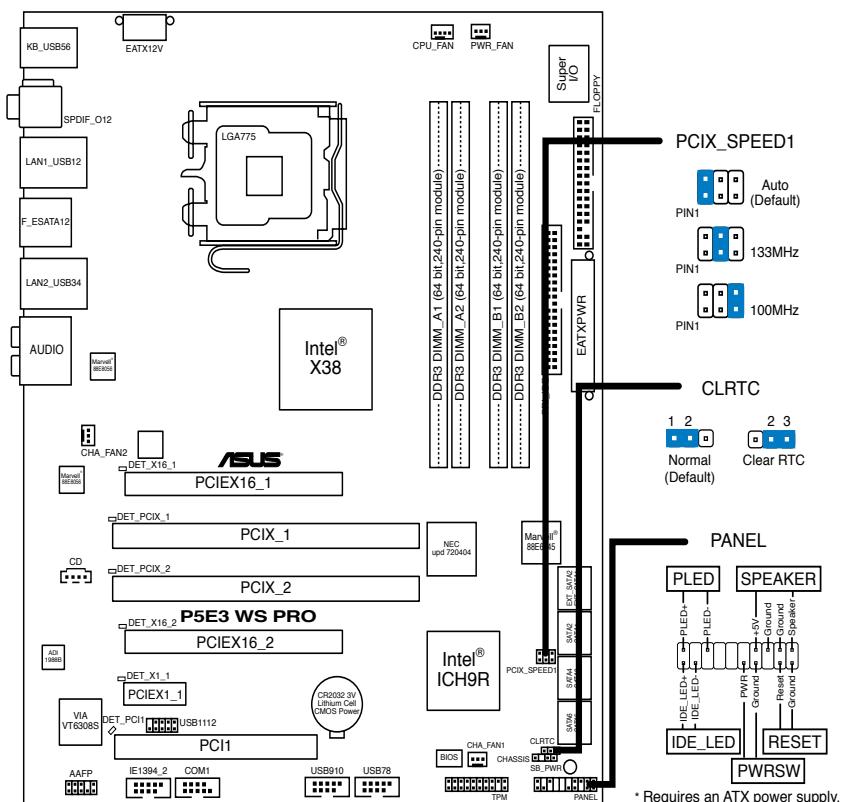 KB_USB56
EATX12V
CPU_FAN
PWR_FAN
Super
I/O
FLOPPY
SPDIF_O12
LGA775
LAN1_USB12
F_ESATA12
LAN2_USB34
AUDIO
Marvell®
88E8056
Intel®
X38
DDR3 DIMM_A1 (64 bit,240-pin module)
DDR3 DIMM_A2 (64 bit,240-pin module)
DDR3 DIMM_B1 (64 bit,240-pin module)
DDR3 DIMM_B2 (64 bit,240-pin module)
EATXPWR
PCIX_SPEED1
PIN1
Auto
(Default)
PIN1
133MHz
PIN1
100MHz
CLRTC
1 2
Normal
(Default)
2 3
Clear RTC
CHA_FAN2
ASUS
DET_X16_1
PCIEX16_1
Marvell®
88E8056
DET_PCIX_1
PCIX_1
NEC
upd 720404
Marvell®
CD
DET_PCIX_2
PCIX_2
EXT_SATA2
P5E3 WS PRO
DET_X16_2
PCIEX16_2
SATA2
ADI
1988B
Intel®
ICH9R
PCIX_SPEED1
SATA4
DET_X1_1
PCIEX1_1
CR2032 3V
Lithium Cell
CMOS Power
SATA6
VIA
VT6308S
DET_PCI1
USB1112
PCI1
BIOS
CHA_FAN1
CLRTC
CHASSIS
SB_PWR
AAFP
IE1394_2
COM1
USB910
USB78
TPM
PANEL
PANEL
PLED
SPEAKER
PLED+
PLED-
+5V
Ground
Ground
Speaker
IDE_LED+
IDE_LED-
PWR
Ground
Reset
Ground
IDE_LED
RESET
PWRSW
* Requires an ATX power supply.